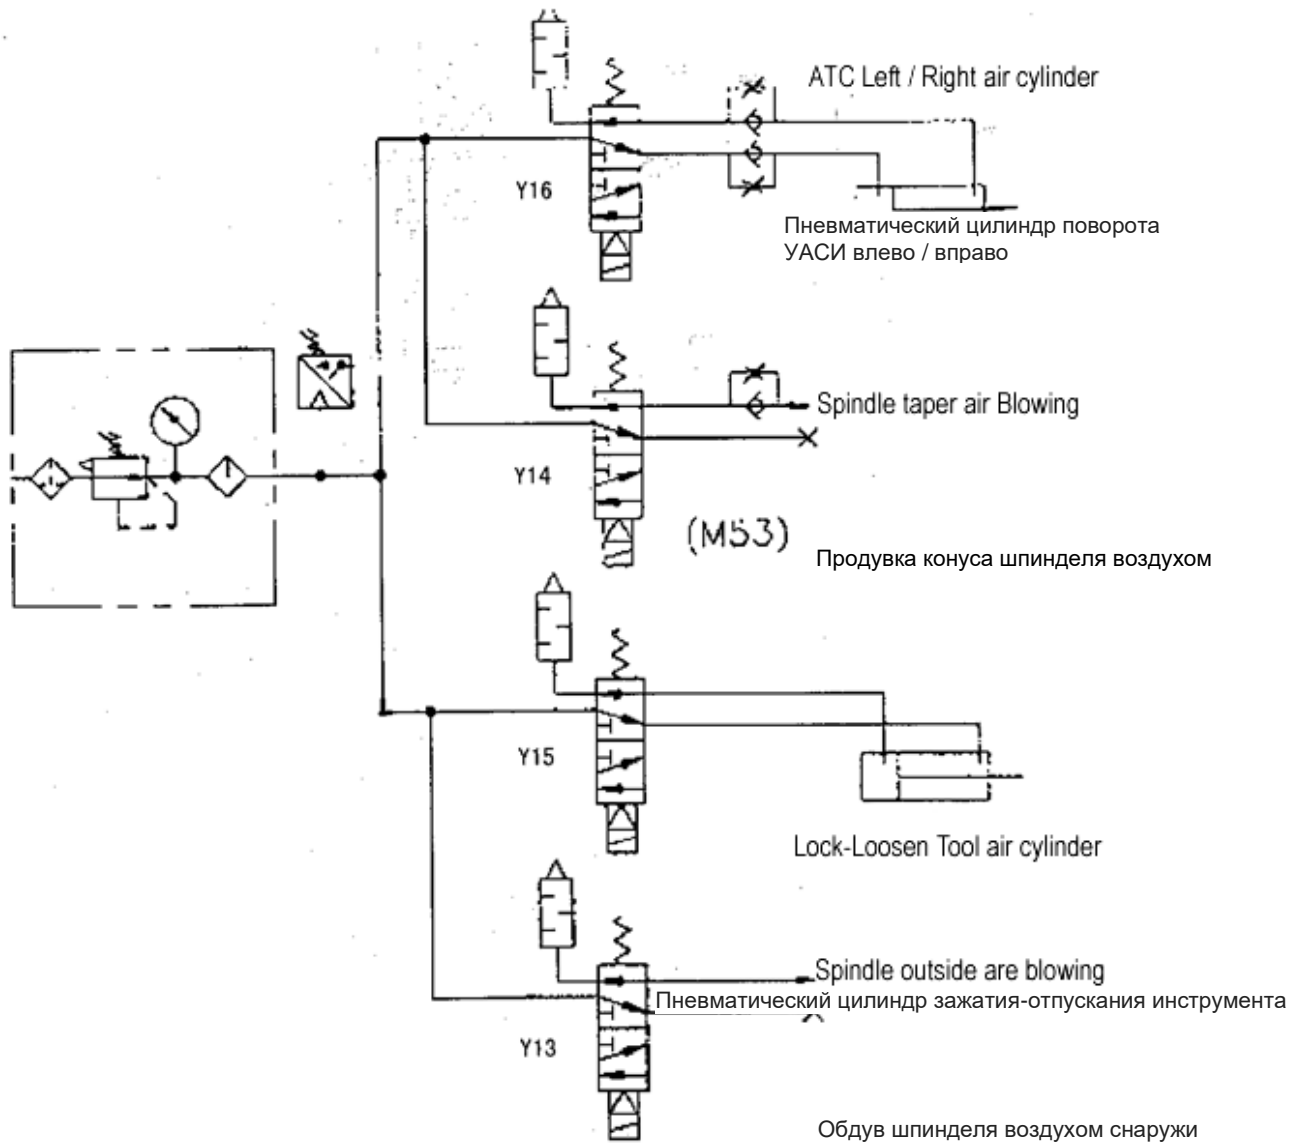 ATC Left / Right air cylinder
Y16
Пневматический цилиндр поворота
УАСИ влево / вправо
Spindle taper air Blowing
Y14
(M53)
Продувка конуса шпинделя воздухом
Y15
Lock-Loosen Tool air cylinder
Spindle outside are blowing
Пневматический цилиндр зажатия-отпускания инструмента
Y13
Обдув шпинделя воздухом снаружи